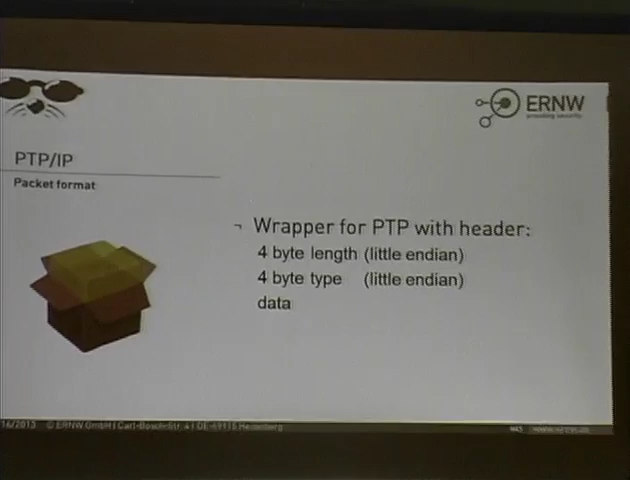 ERNW
providing security.
PTP/IP
Packet format
¬ Wrapper for PTP with header:
4 byte length (little endian)
4 byte type (little endian)
data
16/2013 © ERNW GmbH | Carl-Bosch-Str. 4 | DE-69115 Heidelberg